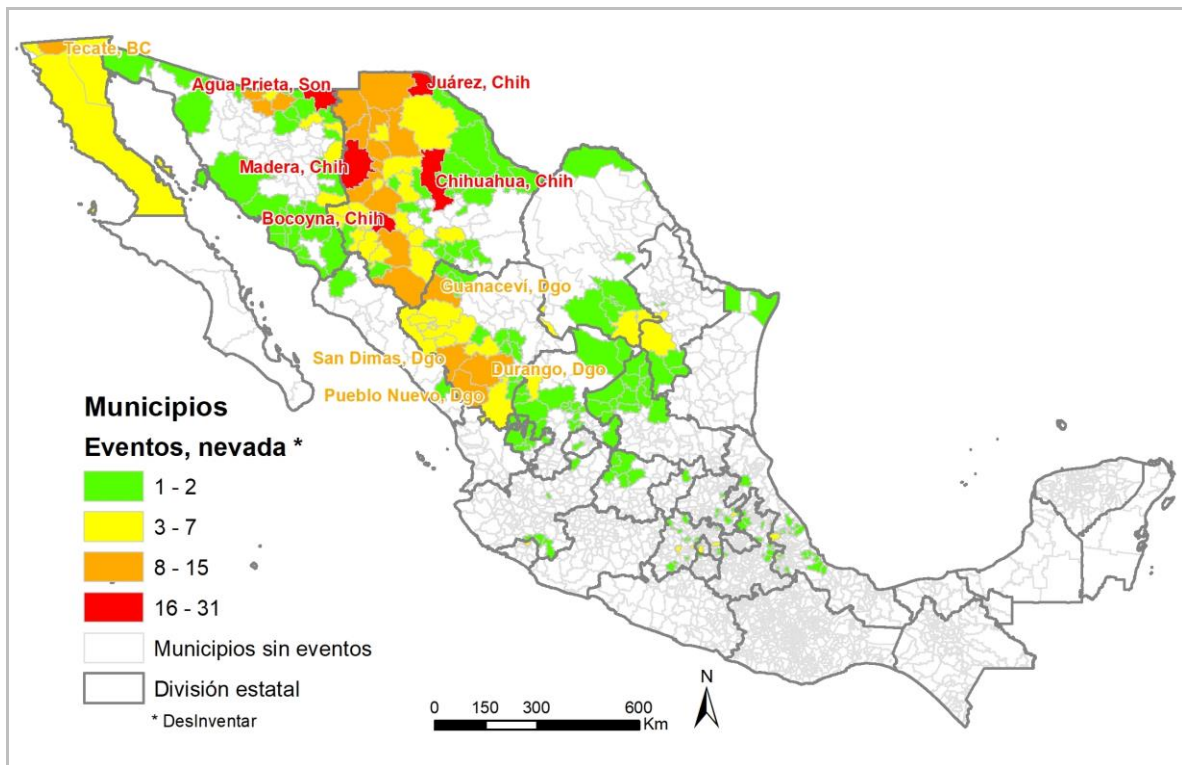 Tecate, BC
Agua Prieta, Son
Juárez, Chih
Madera, Chih
Chihuahua, Chih
Bocoyna, Chih
Guanaceví, Dgo
San Dimas, Dgo
Durango, Dgo
Pueblo Nuevo, Dgo
Municipios
Eventos, nevada *
1 - 2
3 - 7
8 - 15
16 - 31
Municipios sin eventos
División estatal
* DesInventar
N
0 150 300 600
Km